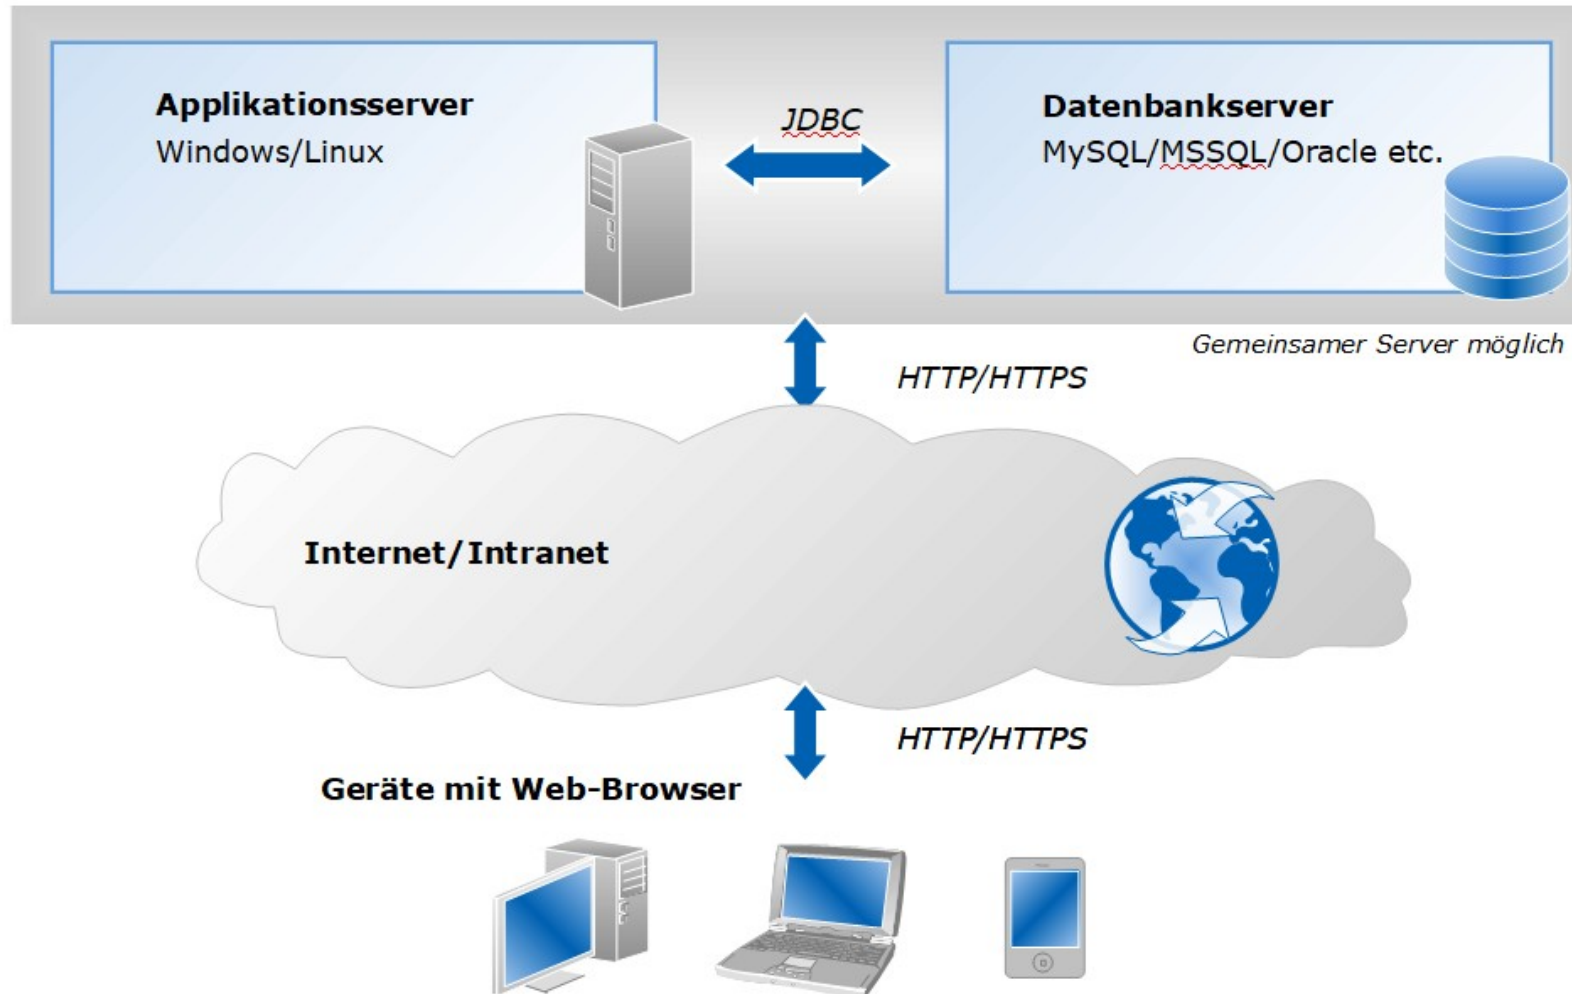 Applikationsserver
Windows/Linux
JDBC
Datenbankserver
MySQL/MSSQL/Oracle etc.
Gemeinsamer Server möglich
HTTP/HTTPS
Internet/Intranet
HTTP/HTTPS
Geräte mit Web-Browser